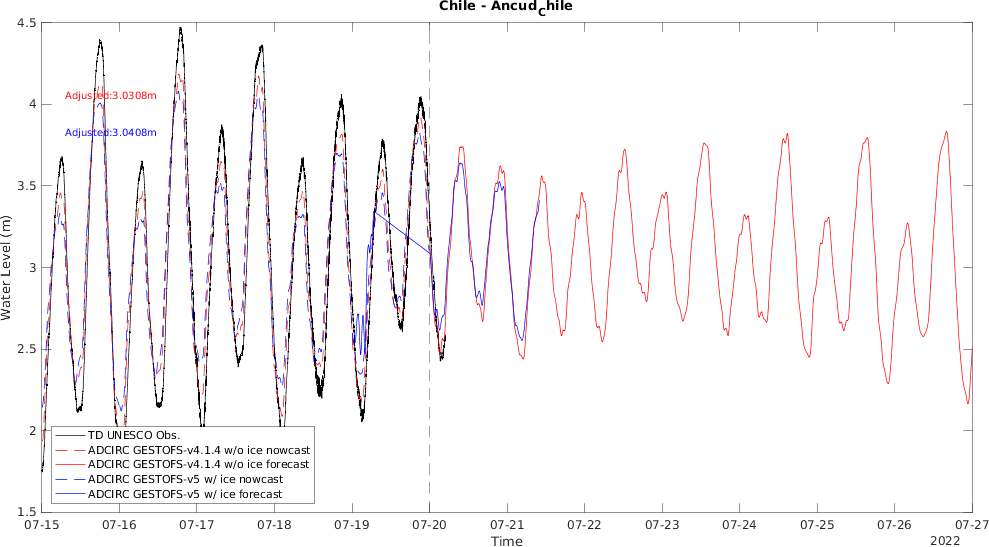 Chile - AncudChile
4.5
4
3.5
3
2.5
2
1.5
Water Level (m)
Adjusted:3.0308m
Adjusted:3.0408m
TD UNESCO Obs.
ADCIRC GESTOFS-v4.1.4 w/o ice nowcast
ADCIRC GESTOFS-v4.1.4 w/o ice forecast
ADCIRC GESTOFS-v5 w/ ice nowcast
ADCIRC GESTOFS-v5 w/ ice forecast
07-15 07-16 07-17 07-18 07-19 07-20 07-21 07-22 07-23 07-24 07-25 07-26 07-27
Time
2022